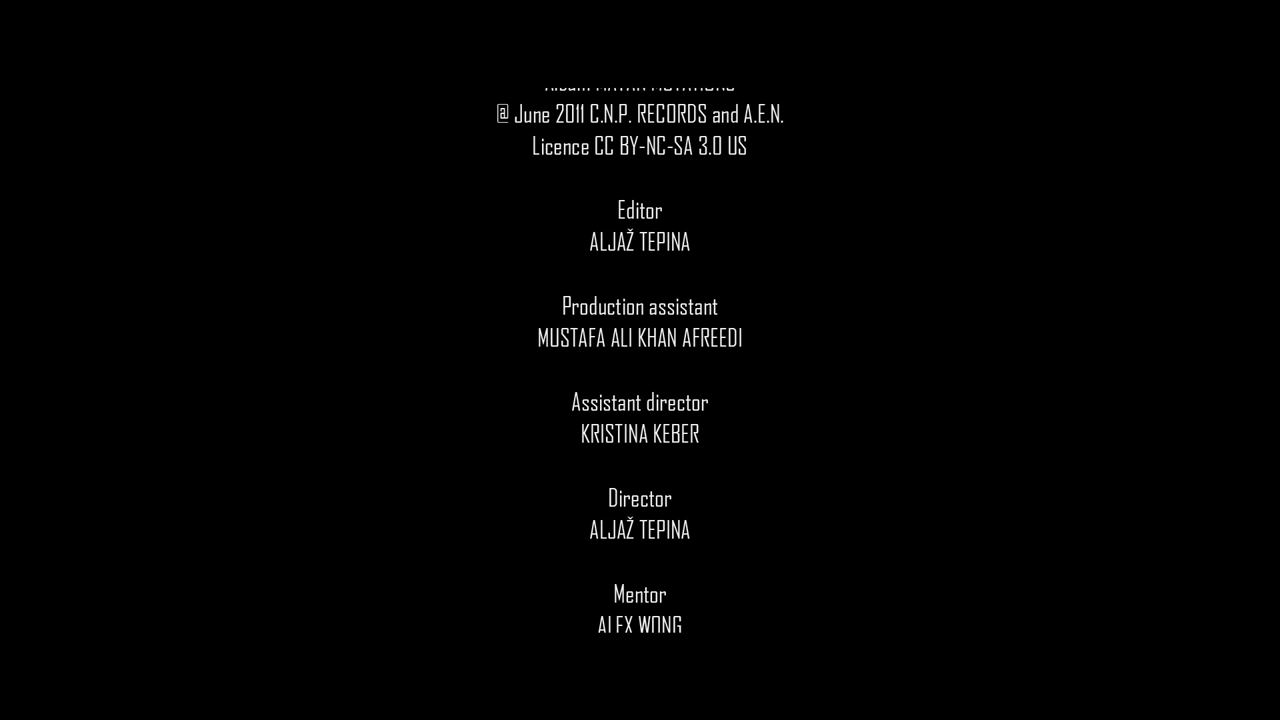 @ June 2011 C.N.P. RECORDS and A.E.N.
Licence CC BY-NC-SA 3.0 US
Editor
ALJAŽ TEPINA
Production assistant
MUSTAFA ALI KHAN AFREEDI
Assistant director
KRISTINA KEBER
Director
ALJAŽ TEPINA
Mentor
ALEX WONG